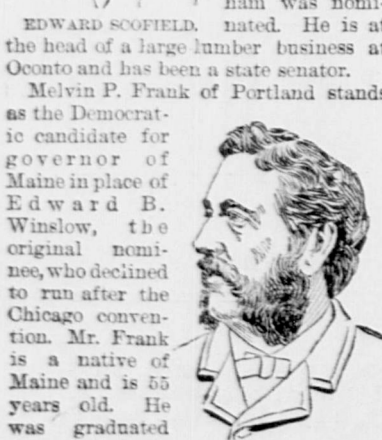 ham was nomi-
EDWARD SCOFIELD. nated. He is at
the head of a large lumber business at
Oconto and has been a state senator.
Melvin P. Frank of Portland stands
as the Democrat-
ic candidate for
governor of
Maine in place of
Edward B.
Winslow, the
original nomi-
nee, who declined
to run after the
Chicago conven-
tion. Mr. Frank
is a native of
Maine and is 55
years old. He
was graduated